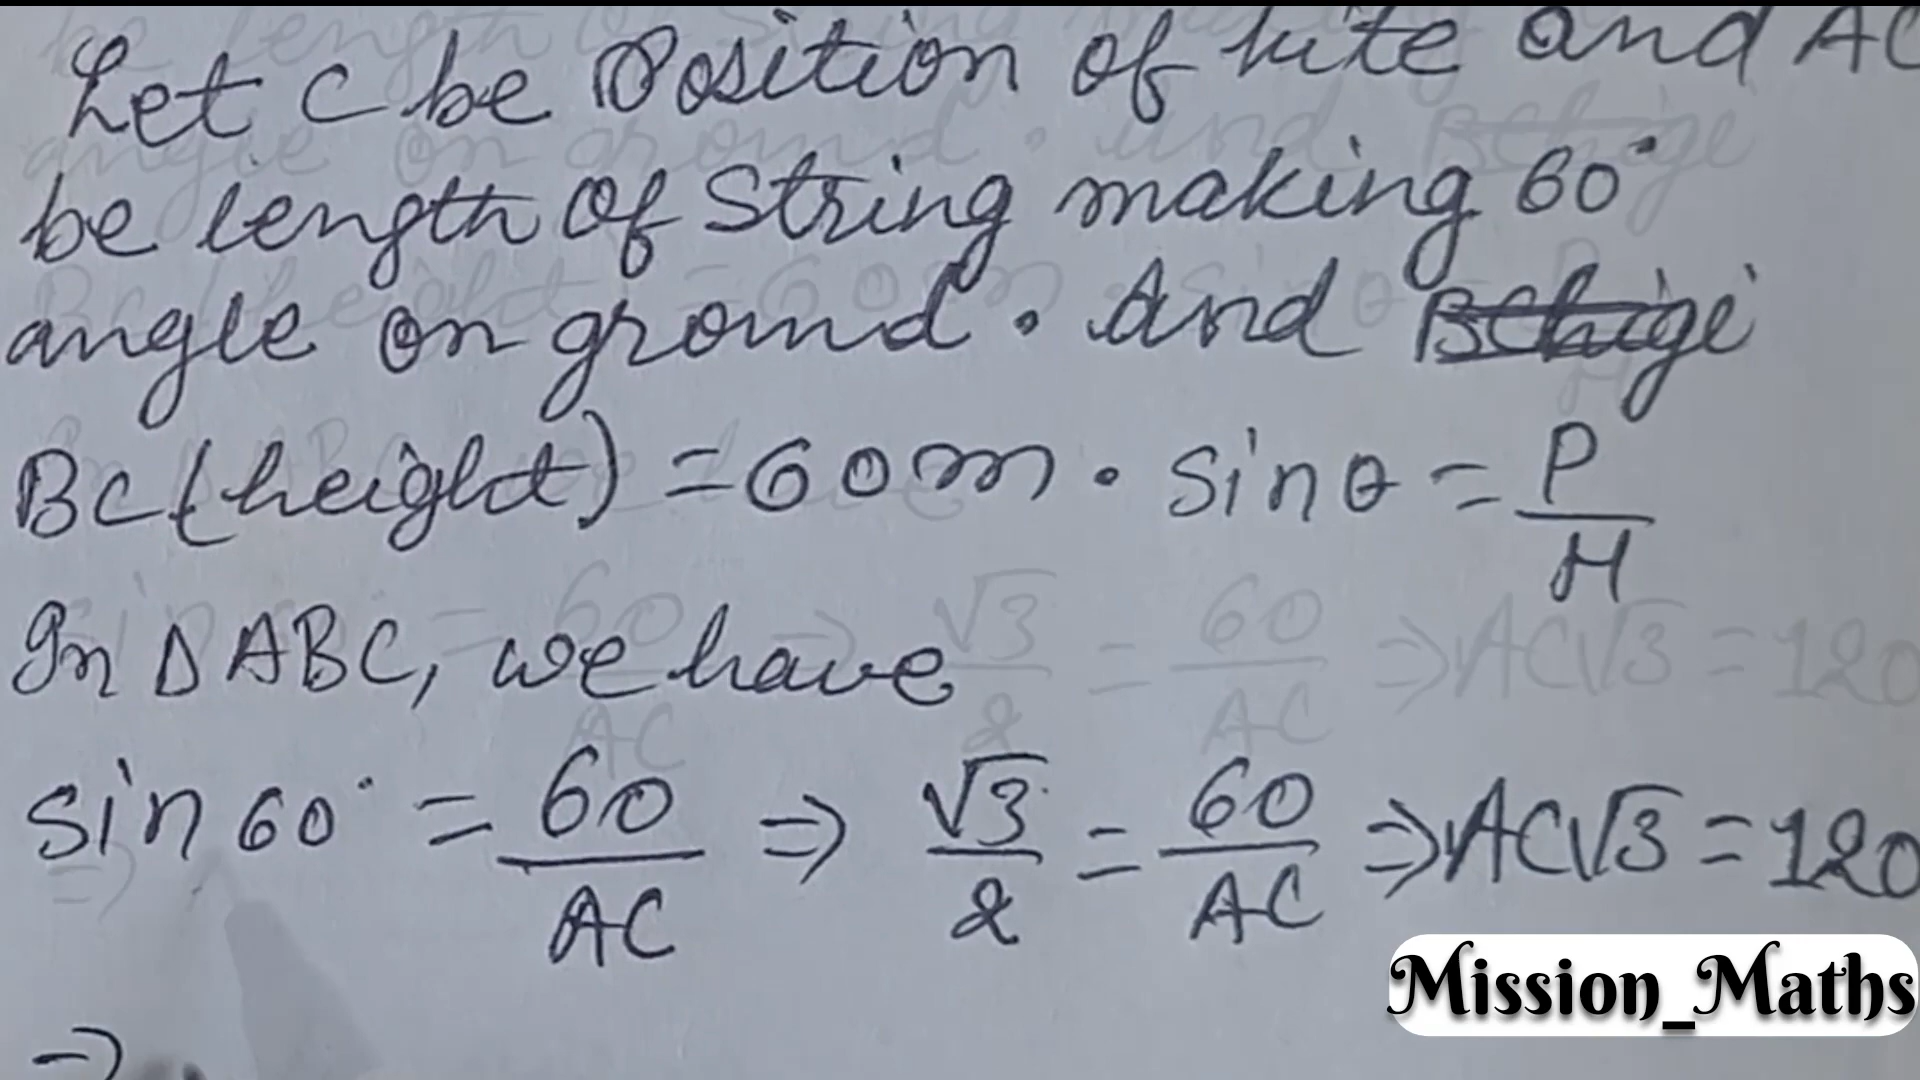 Let C be Position of kite and AC
be length of String making 60°
angle on ground. And
BC (height) = 60m. sinθ = P/H
In Δ ABC, we have
sin 60° = 60/AC ⇒ √3/2 = 60/AC ⇒ AC√3 = 120
⇒
Mission_Maths